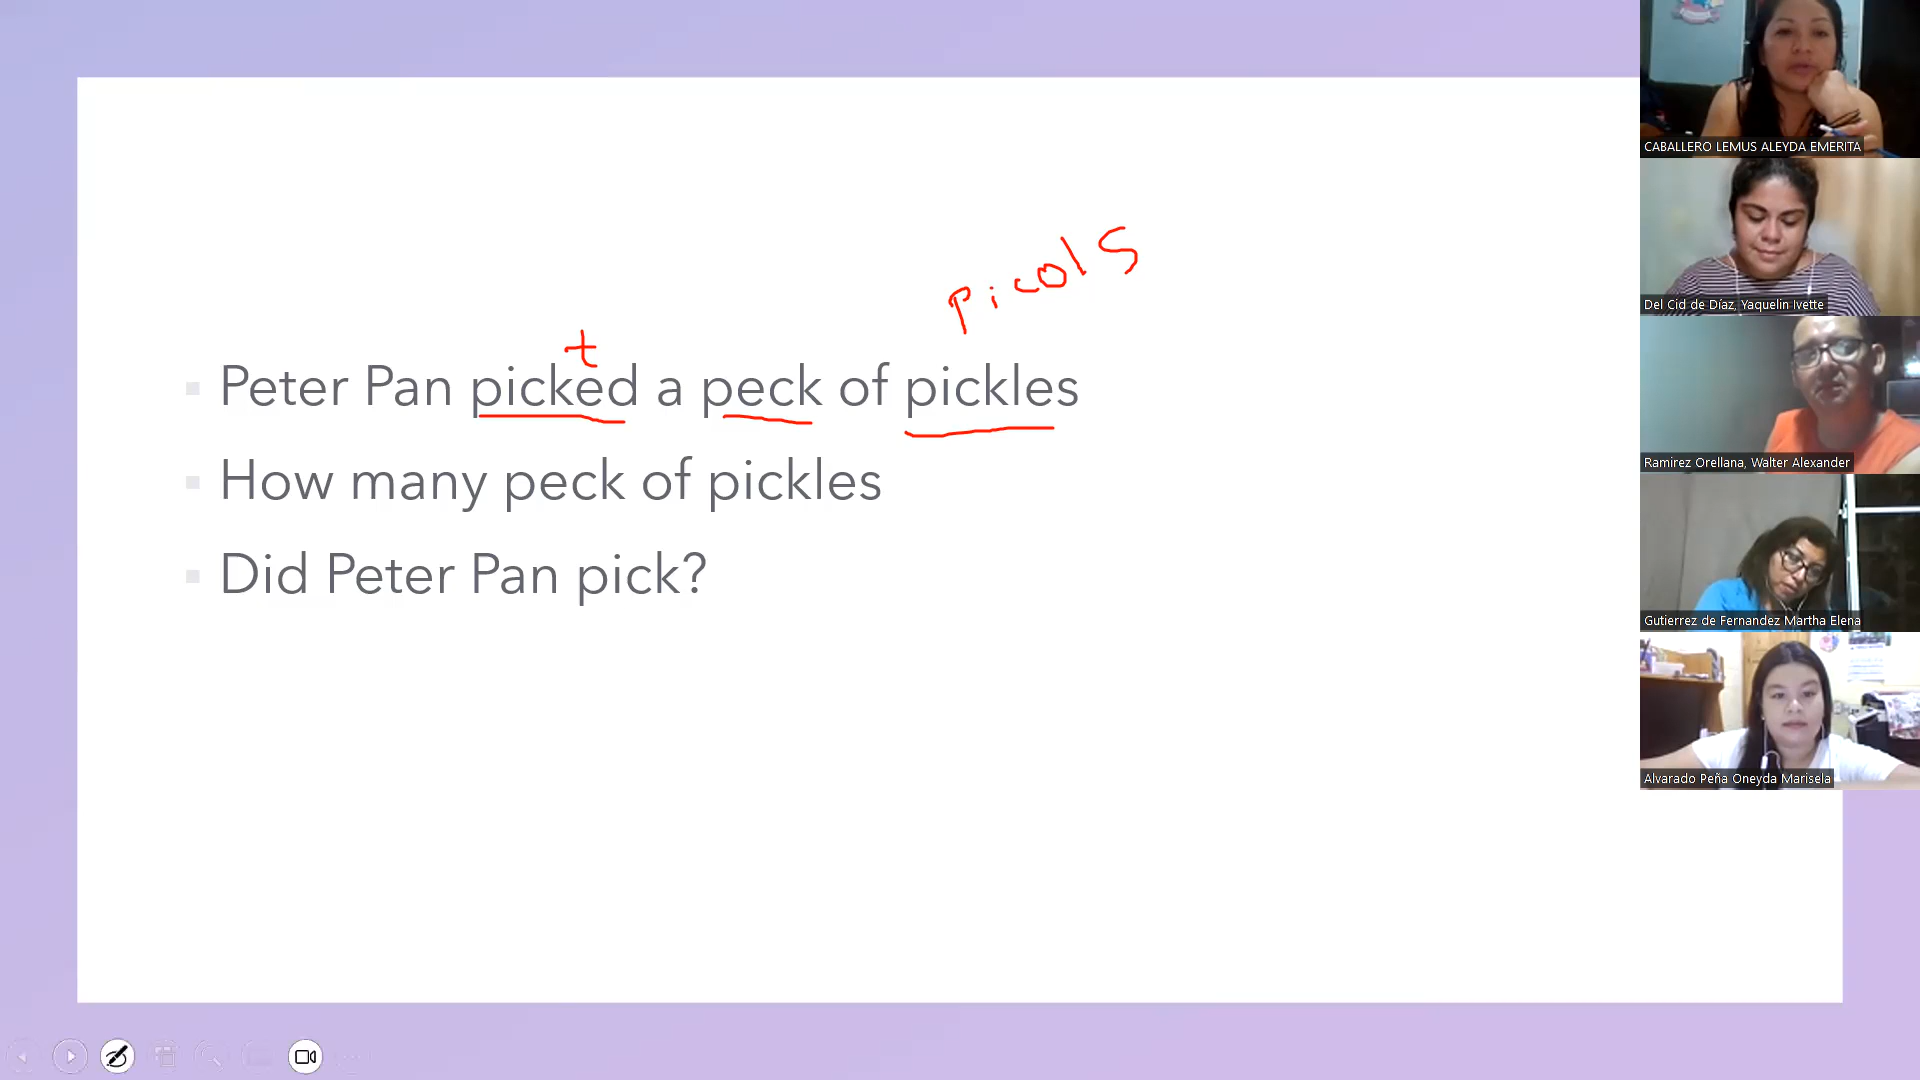 picols
t
Peter Pan picked a peck of pickles
How many peck of pickles
Did Peter Pan pick?
CABALLERO LEMUS ALEYDA EMERITA
Del Cid de Díaz, Yaquelin Ivette
Ramirez Orellana, Walter Alexander
Gutierrez de Fernandez Martha Elena
Alvarado Peña Oneyda Marisela